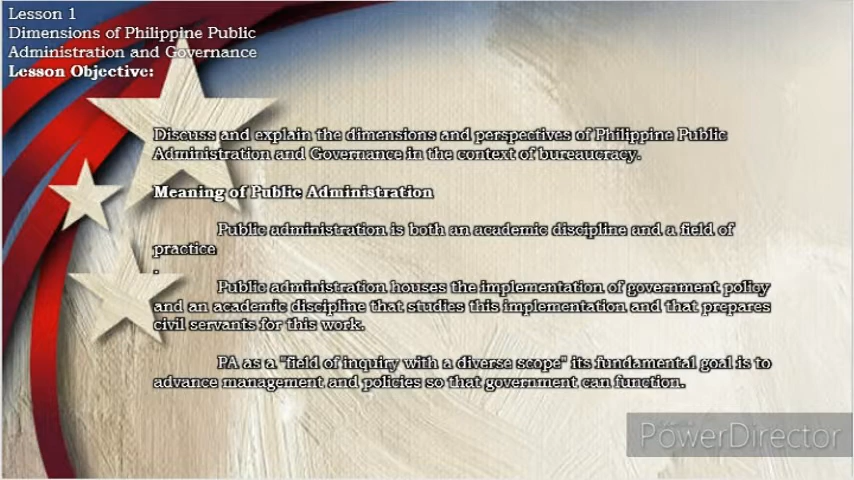 Lesson 1
Dimensions of Philippine Public
Administration and Governance
Lesson Objective:
Discuss and explain the dimensions and perspectives of Philippine Public
Administration and Governance in the context of bureaucracy.
Meaning of Public Administration
Public administration is both an academic discipline and a field of
practice
.
Public administration houses the implementation of government policy
and an academic discipline that studies this implementation and that prepares
civil servants for this work.
PA as a "field of inquiry with a diverse scope" its fundamental goal is to
advance management and policies so that government can function.
PowerDirector